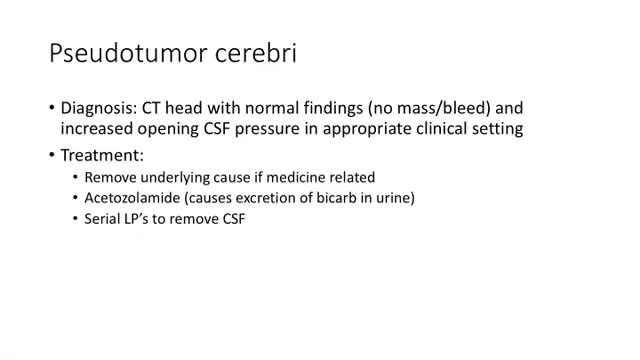 Pseudotumor cerebri
• Diagnosis: CT head with normal findings (no mass/bleed) and
increased opening CSF pressure in appropriate clinical setting
• Treatment:
• Remove underlying cause if medicine related
• Acetozolamide (causes excretion of bicarb in urine)
• Serial LP's to remove CSF